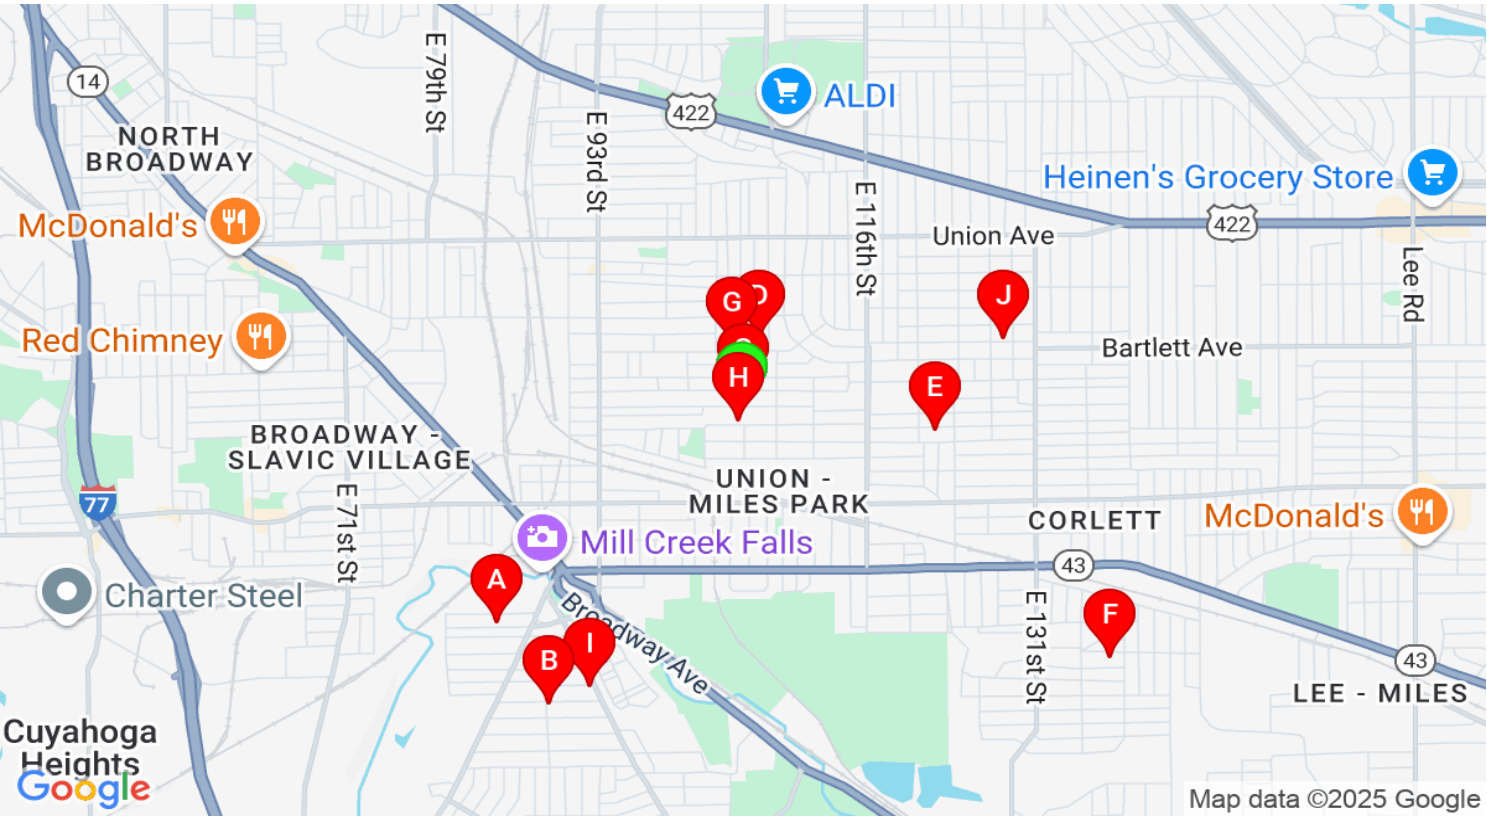 E 79th St
14
ALDI
422
NORTH
BROADWAY
E 93rd St
Heinen's Grocery Store
McDonald's
E 116th St
422
Union Ave
Lee Rd
G
D
J
Red Chimney
Bartlett Ave
H
E
BROADWAY -
SLAVIC VILLAGE
UNION -
MILES PARK
77
E 71st St
CORLETT
McDonald's
Mill Creek Falls
43
A
Charter Steel
Broadway Ave
E 131st St
F
I
B
43
LEE - MILES
Cuyahoga
Heights
Google
Map data ©2025 Google